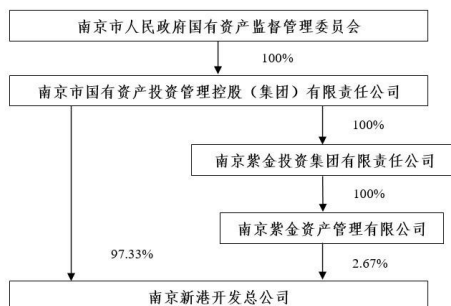 南京市人民政府国有资产监督管理委员会
100%
南京市国有资产投资管理控股（集团）有限责任公司
100%
南京紫金投资集团有限责任公司
100%
南京紫金资产管理有限公司
97.33%
2.67%
南京新港开发总公司